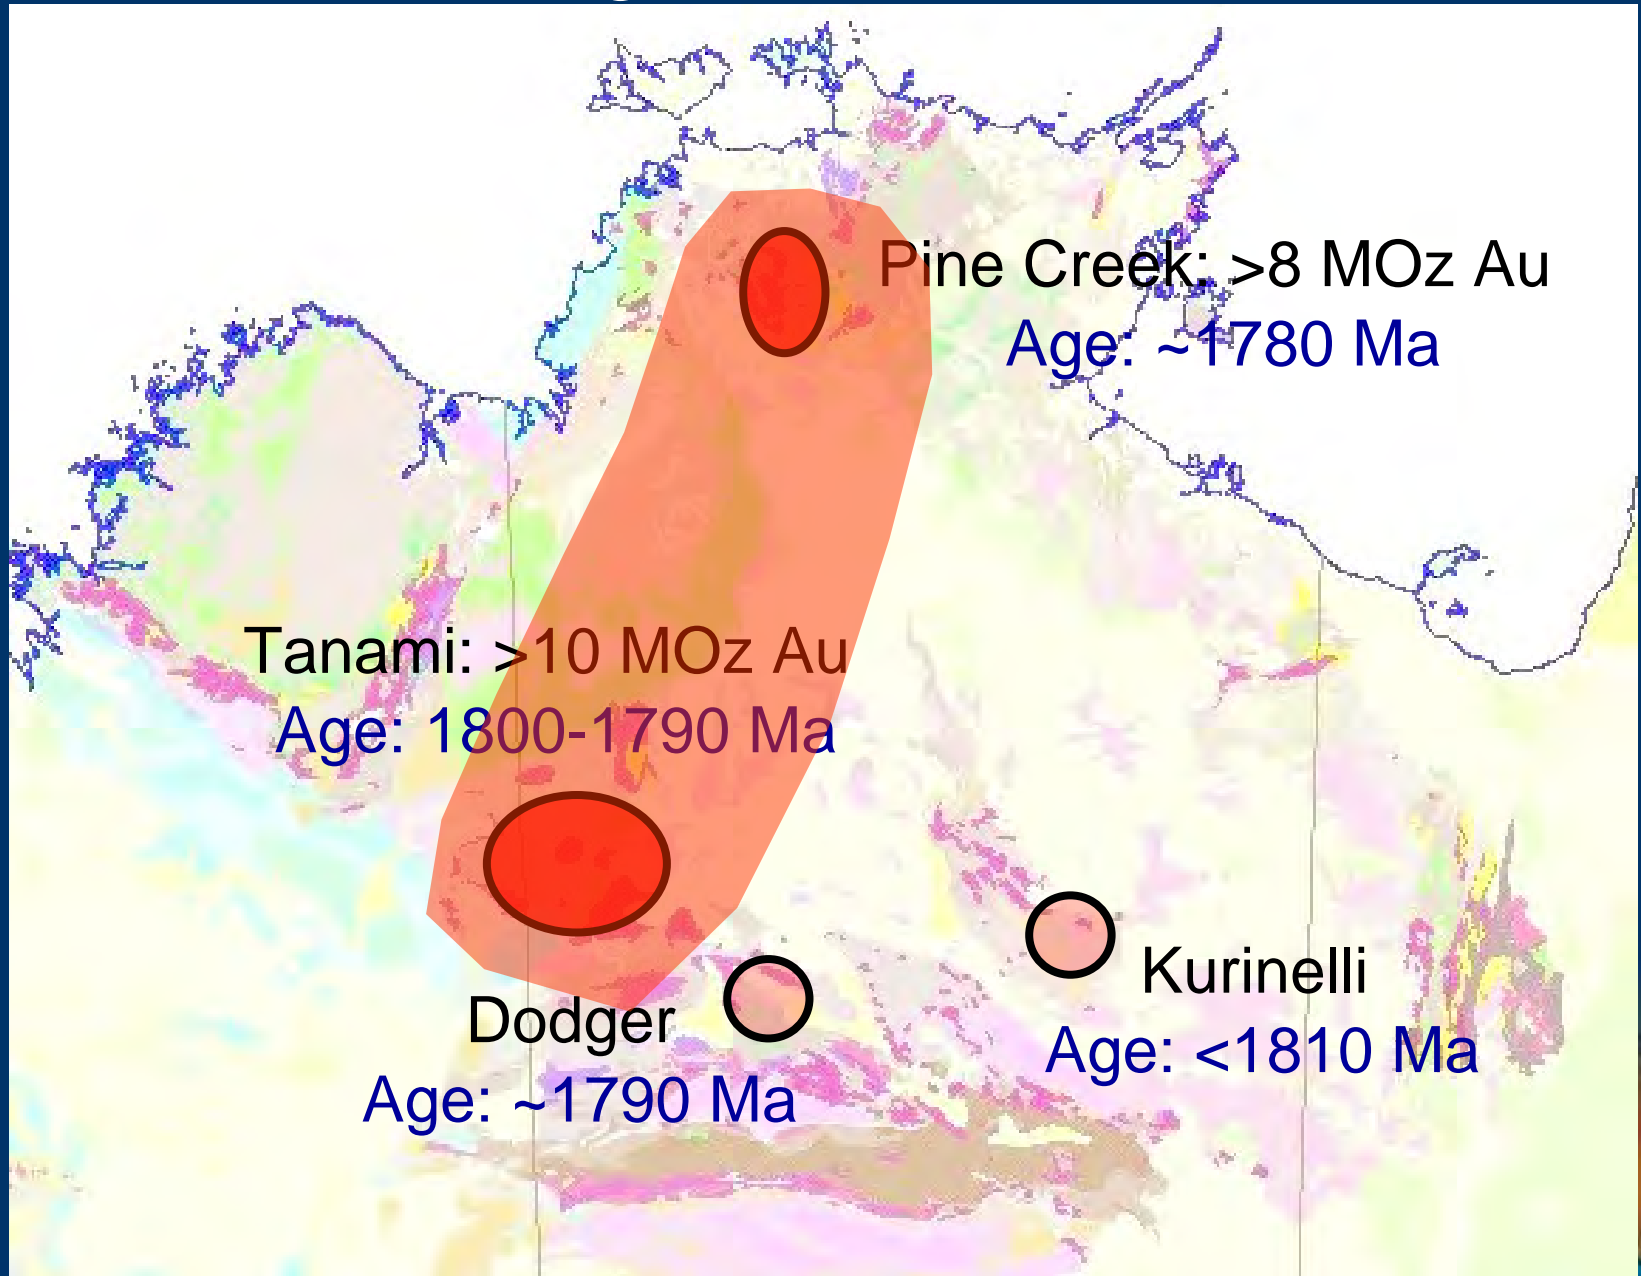 Pine Creek: >8 MOz Au
Age: ~1780 Ma
Tanami: >10 MOz Au
Age: 1800-1790 Ma
Kurinelli
Age: <1810 Ma
Dodger
Age: ~1790 Ma